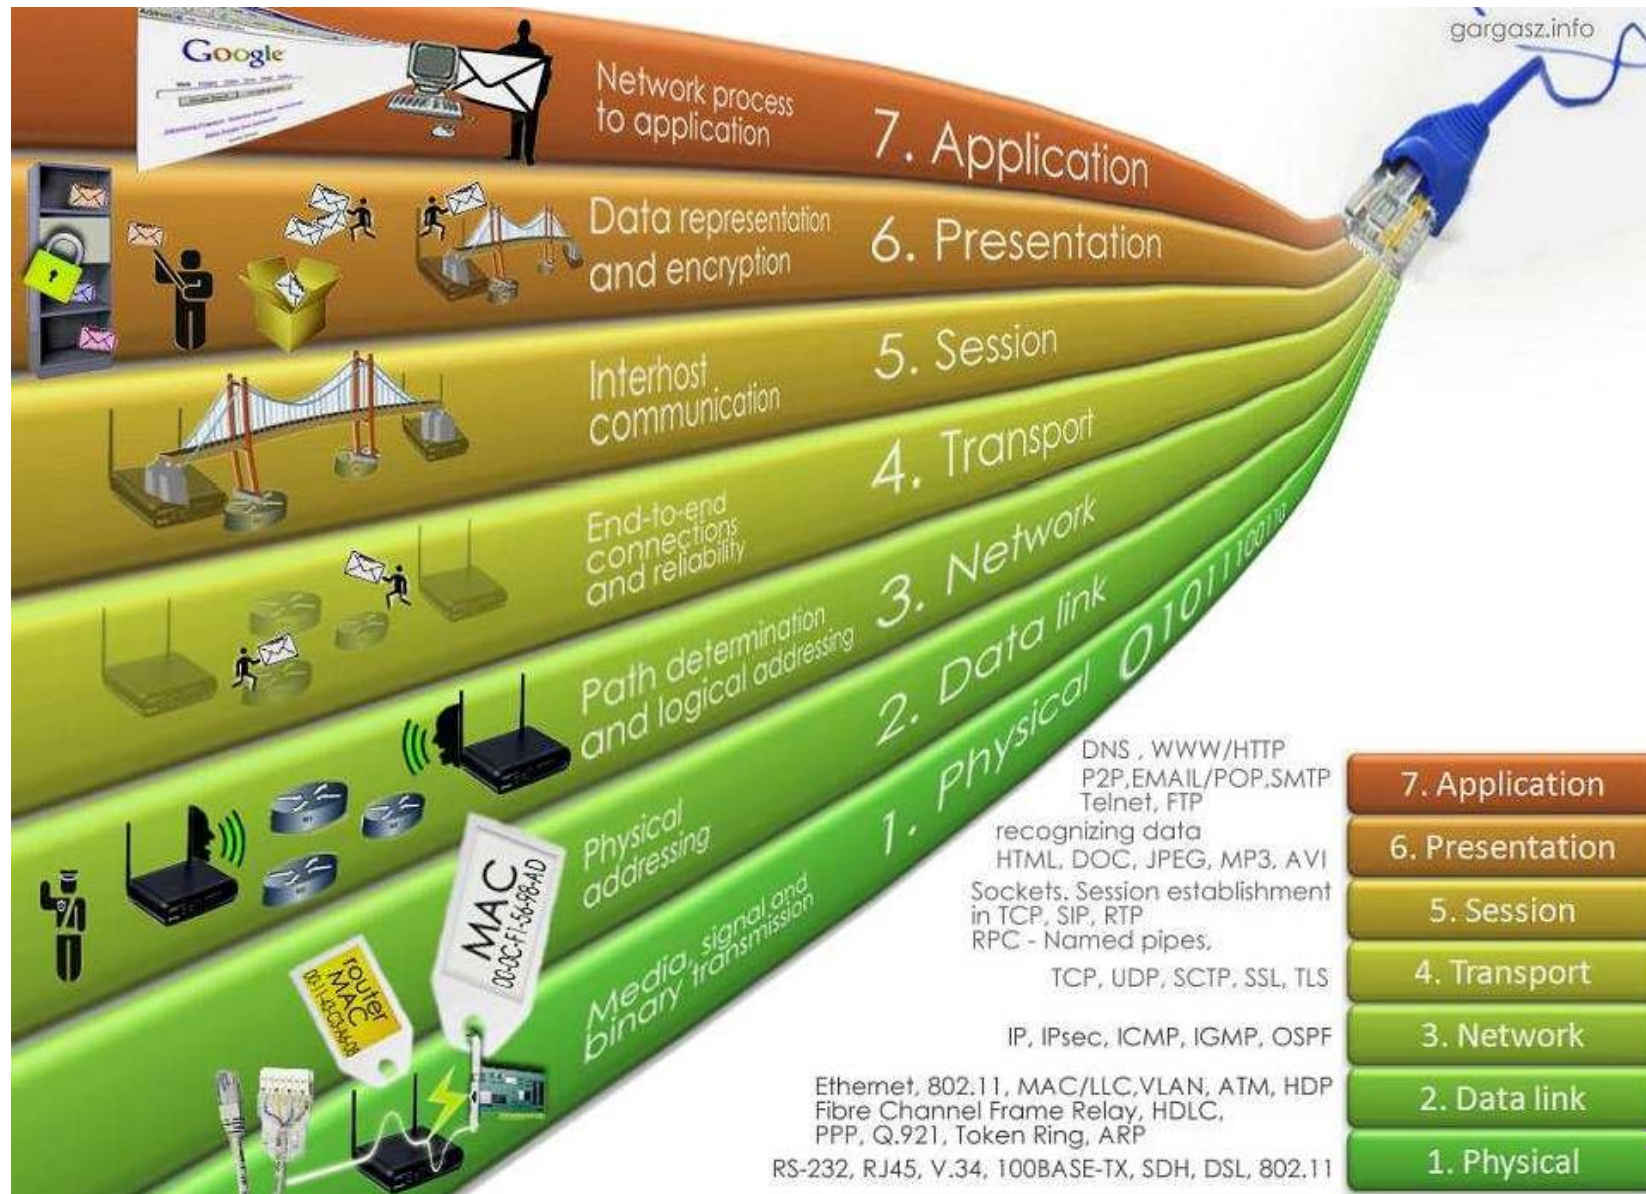 gargasz.info
Google
Network process
to application
7. Application
Data representation
and encryption
6. Presentation
Interhost
communication
5. Session
End-to-end
connections
and reliability
4. Transport
Path determination
and logical addressing
3. Network
Physical
addressing
2. Data link
Media, signal and
binary transmission
1. Physical
MAC
00-0C-F1-56-98-AD
router
MAC
DNS , WWW/HTTP
P2P,EMAIL/POP,SMTP
Telnet, FTP
7. Application
recognizing data
HTML, DOC, JPEG, MP3, AVI
6. Presentation
Sockets. Session establishment
in TCP, SIP, RTP
RPC - Named pipes,
5. Session
TCP, UDP, SCTP, SSL, TLS
4. Transport
IP, IPsec, ICMP, IGMP, OSPF
3. Network
Ethernet, 802.11, MAC/LLC,VLAN, ATM, HDP
Fibre Channel Frame Relay, HDLC,
PPP, Q.921, Token Ring, ARP
2. Data link
RS-232, RJ45, V.34, 100BASE-TX, SDH, DSL, 802.11
1. Physical